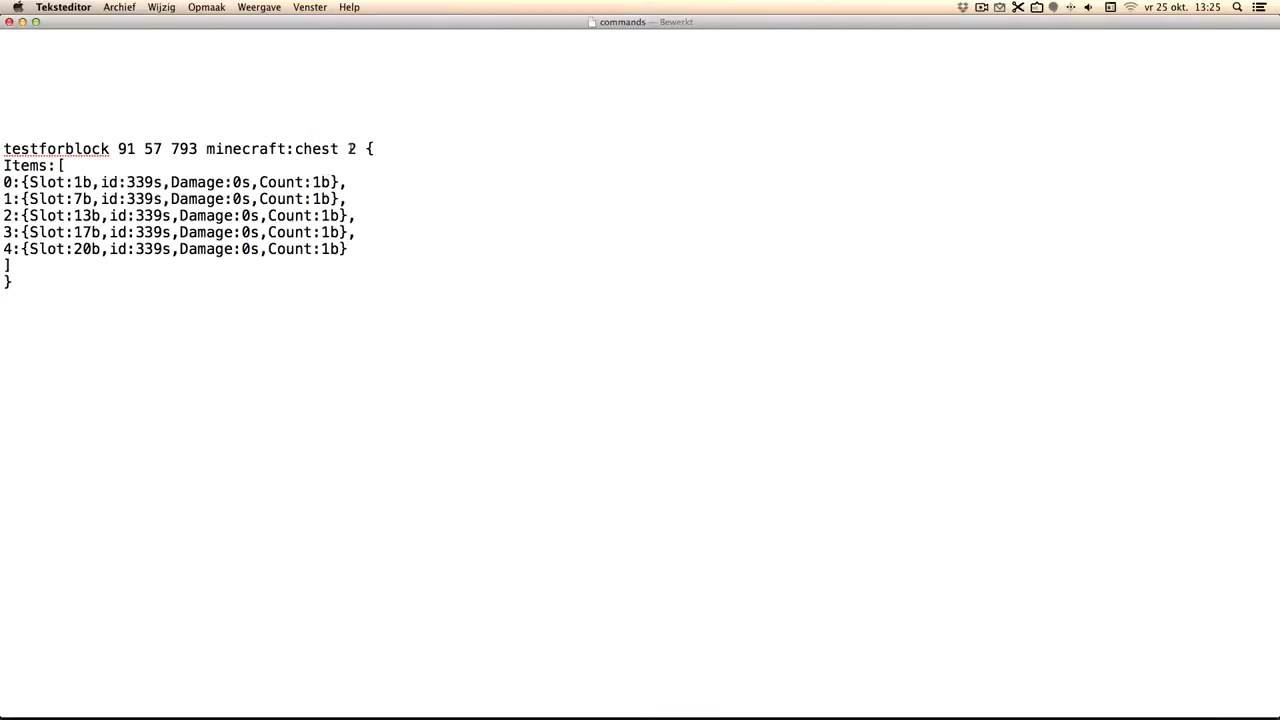 Teksteditor Archief Wijzig Opmaak Weergave Venster Help vr 25 okt. 13:25
commands — Bewerkt
testforblock 91 57 793 minecraft:chest 2 {
Items:[
0:{Slot:1b,id:339s,Damage:0s,Count:1b},
1:{Slot:7b,id:339s,Damage:0s,Count:1b},
2:{Slot:13b,id:339s,Damage:0s,Count:1b},
3:{Slot:17b,id:339s,Damage:0s,Count:1b},
4:{Slot:20b,id:339s,Damage:0s,Count:1b}
]
}